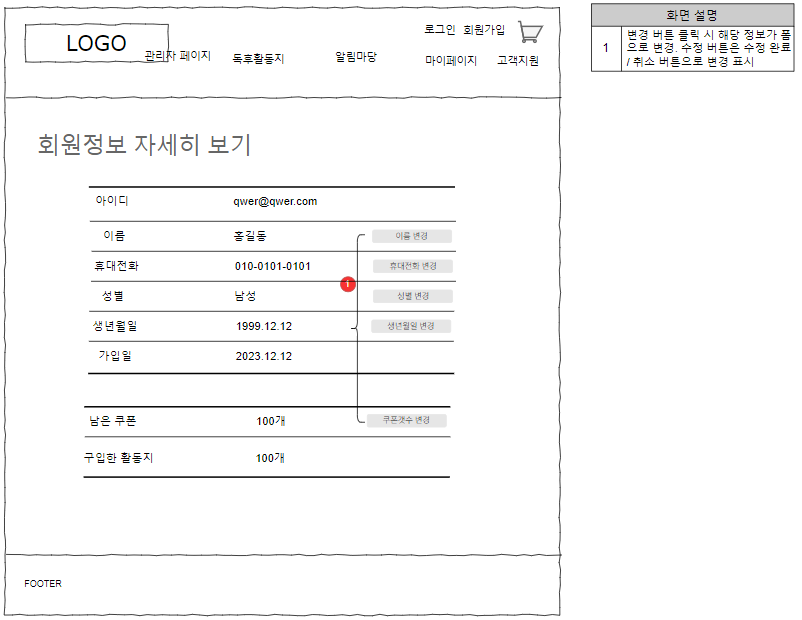 LOGO
관리자 페이지
독후활동지
알림마당
로그인 회원가입
마이페이지
고객지원
회원정보 자세히 보기
아이디 qwer@qwer.com
이름 홍길동 이름 변경
휴대전화 010-0101-0101 휴대전화 변경
1
성별 남성 성별 변경
생년월일 1999.12.12 생년월일 변경
가입일 2023.12.12
남은 쿠폰 100개 쿠폰갯수 변경
구입한 활동지 100개
FOOTER
화면 설명
1
변경 버튼 클릭 시 해당 정보가 폼
으로 변경. 수정 버튼은 수정 완료
/ 취소 버튼으로 변경 표시